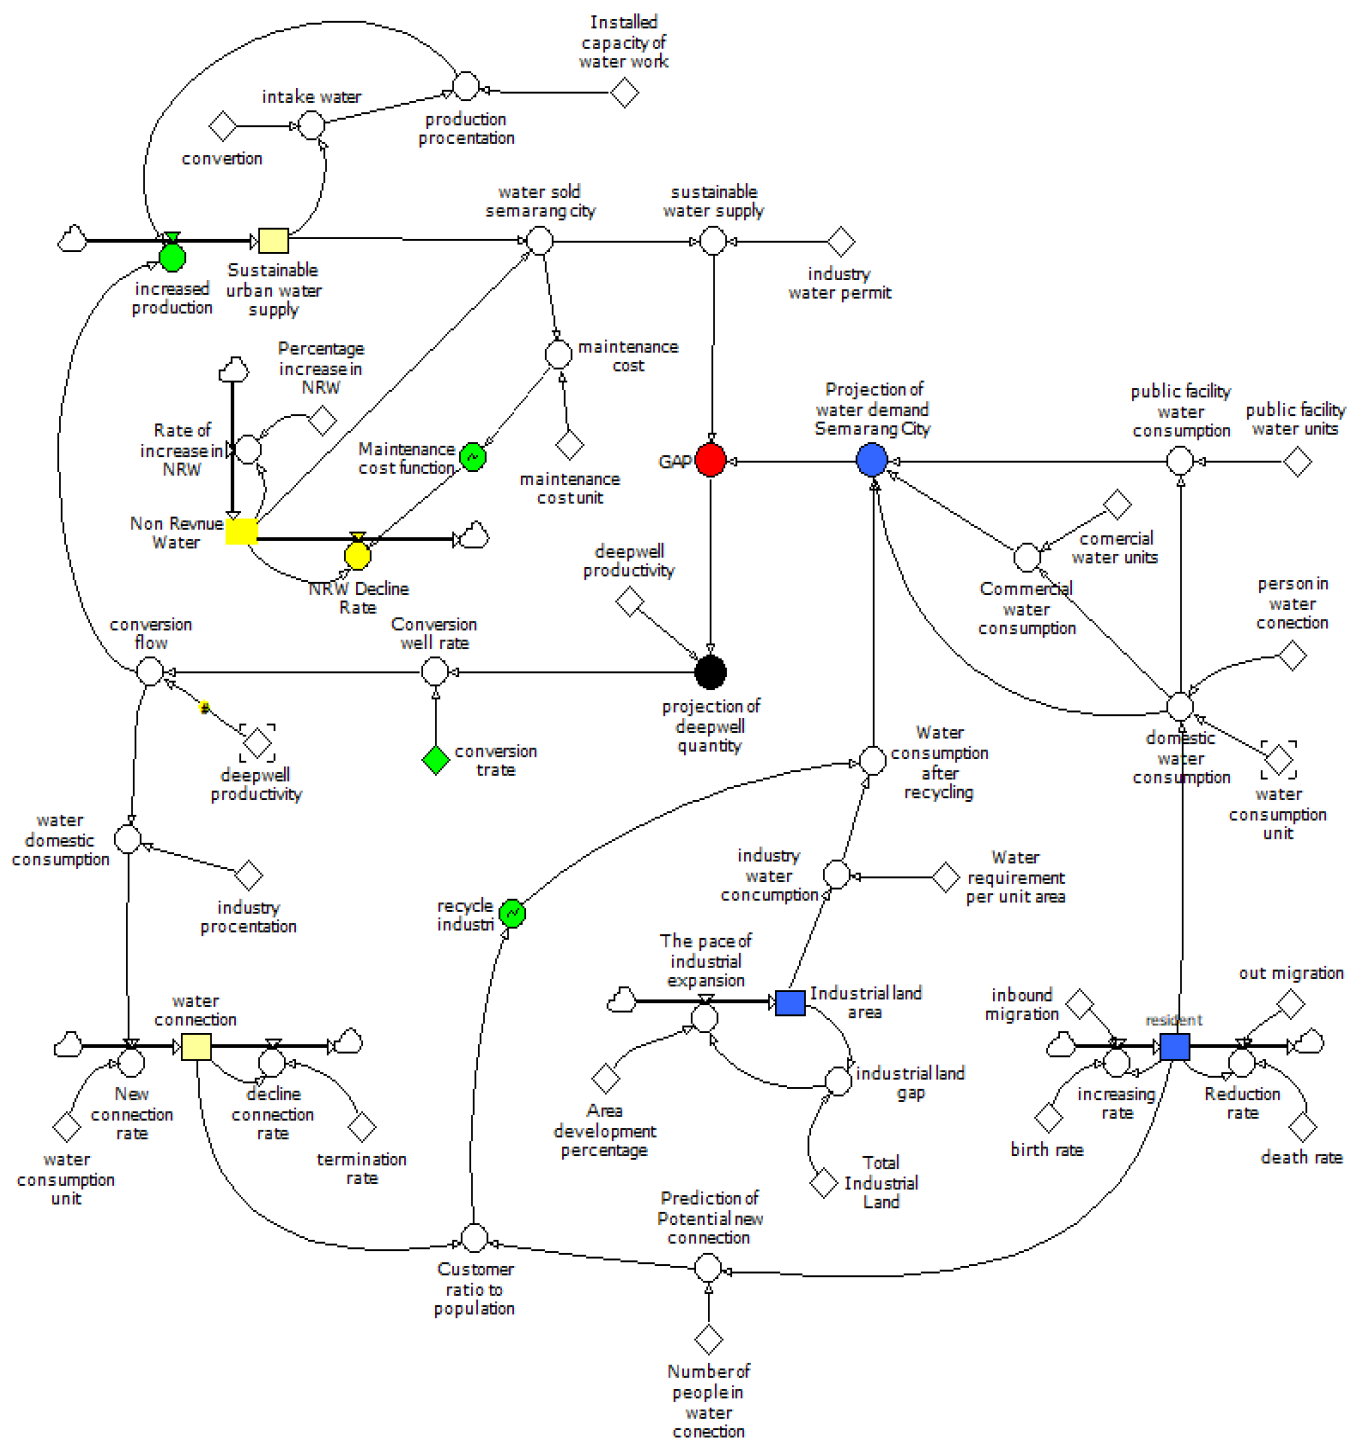 Installed
capacity of
water work
intake water
production
procentation
convertion
water sold
semarang city
sustainable
water supply
industry
water permit
increased
production
Sustainable
urban water
supply
Percentage
increase in
NRW
maintenance
cost
Rate of
increase in
NRW
Maintenance
cost function
maintenance
cost unit
GAP
Projection of
water demand
Semarang City
public facility
water
consumption
public facility
water units
Non Revnue
Water
NRW Decline
Rate
deepwell
productivity
comercial
water units
Commercial
water
consumption
person in
water
conection
conversion
flow
Conversion
well rate
projection of
deepwell
quantity
deepwell
productivity
conversion
trate
Water
consumption
after
recycling
domestic
water
consumption
water
consumption
unit
water
domestic
consumption
industry
procentation
recycle
industri
industry
water
concumption
Water
requirement
per unit area
The pace of
industrial
expansion
Industrial land
area
inbound
migration
out migration
resident
water
connection
New
connection
rate
decline
connection
rate
water
consumption
unit
termination
rate
Area
development
percentage
industrial land
gap
Total
Industrial
Land
increasing
rate
Reduction
rate
birth rate
death rate
Prediction of
Potential new
connection
Customer
ratio to
population
Number of
people in
water
conection